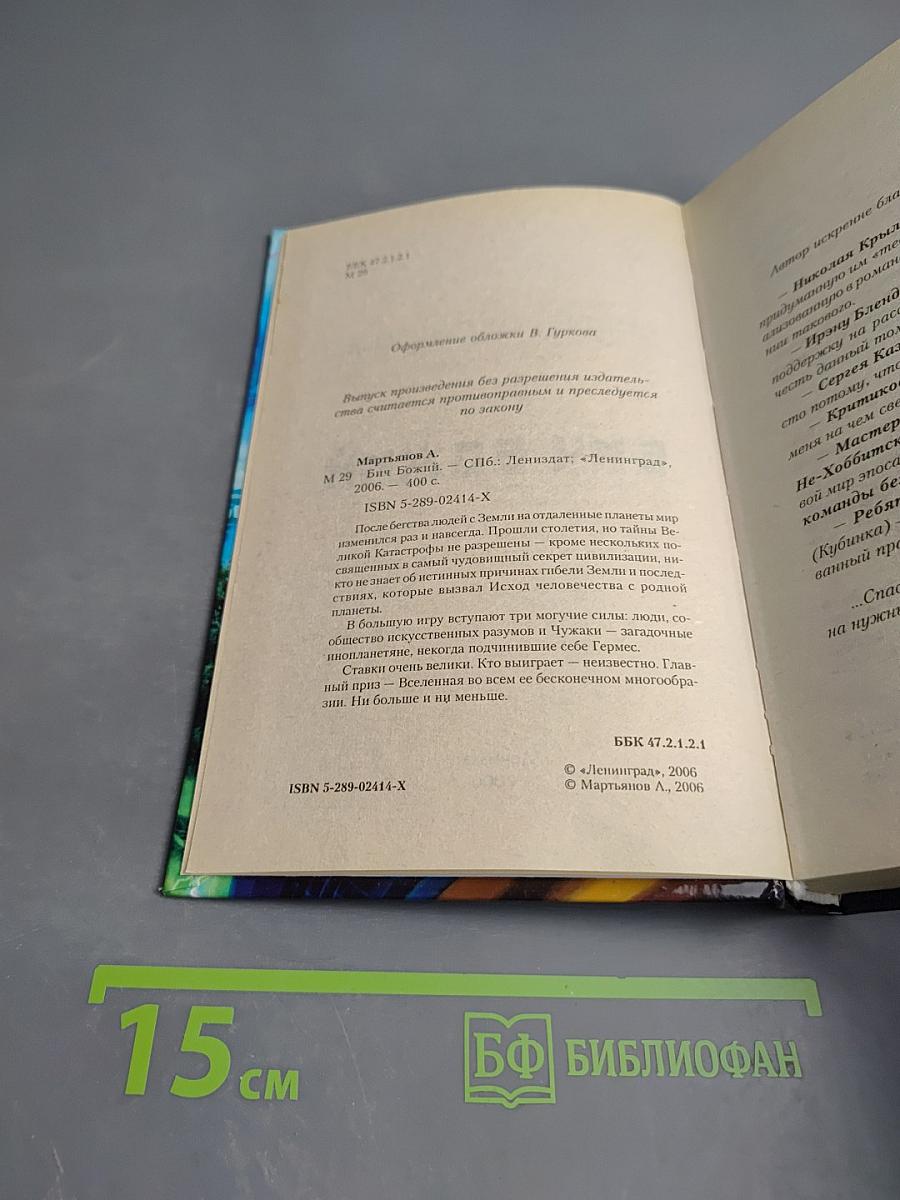 ББК 47.2.1.2.1
М 29
Оформление обложки В. Гуркова
Выпуск произведения без разрешения издатель-
ства считается противоправным и преследуется
по закону
Мартьянов А.
М 29 Бич Божий. — СПб.: Лениздат; «Ленинград»,
2006. — 400 с.
ISBN 5-289-02414-X
После бегства людей с Земли на отдаленные планеты мир
изменился раз и навсегда. Прошли столетия, но тайны Ве-
ликой Катастрофы не разрешены — кроме нескольких по-
священных в самый чудовищный секрет цивилизации, ни-
кто не знает об истинных причинах гибели Земли и послед-
ствиях, которые вызвал Исход человечества с родной
планеты.
В большую игру вступают три могучие силы: люди, со-
общество искусственных разумов и Чужаки — загадочные
инопланетяне, некогда подчинившие себе Гермес.
Ставки очень велики. Кто выиграет — неизвестно. Глав-
ный приз — Вселенная во всем ее бесконечном многообра-
зии. Ни больше и ни меньше.
ББК 47.2.1.2.1
© «Ленинград», 2006
ISBN 5-289-02414-X
© Мартьянов А., 2006
Автор искренне бла
— Николая Крыл
придуманную им «те
ализованную в роман
нии такового.
— Ирэну Бленд
поддержку на расс
честь данный том
— Сергея Каз
сто потому, что
— Критиков
меня на чем све
— Мастер
Не-Хоббитск
вой мир эпоса
команды без
— Ребят
(Кубинка) —
ванный про
...Спас
на нужны
15 см
БФ БИБЛИОФАН